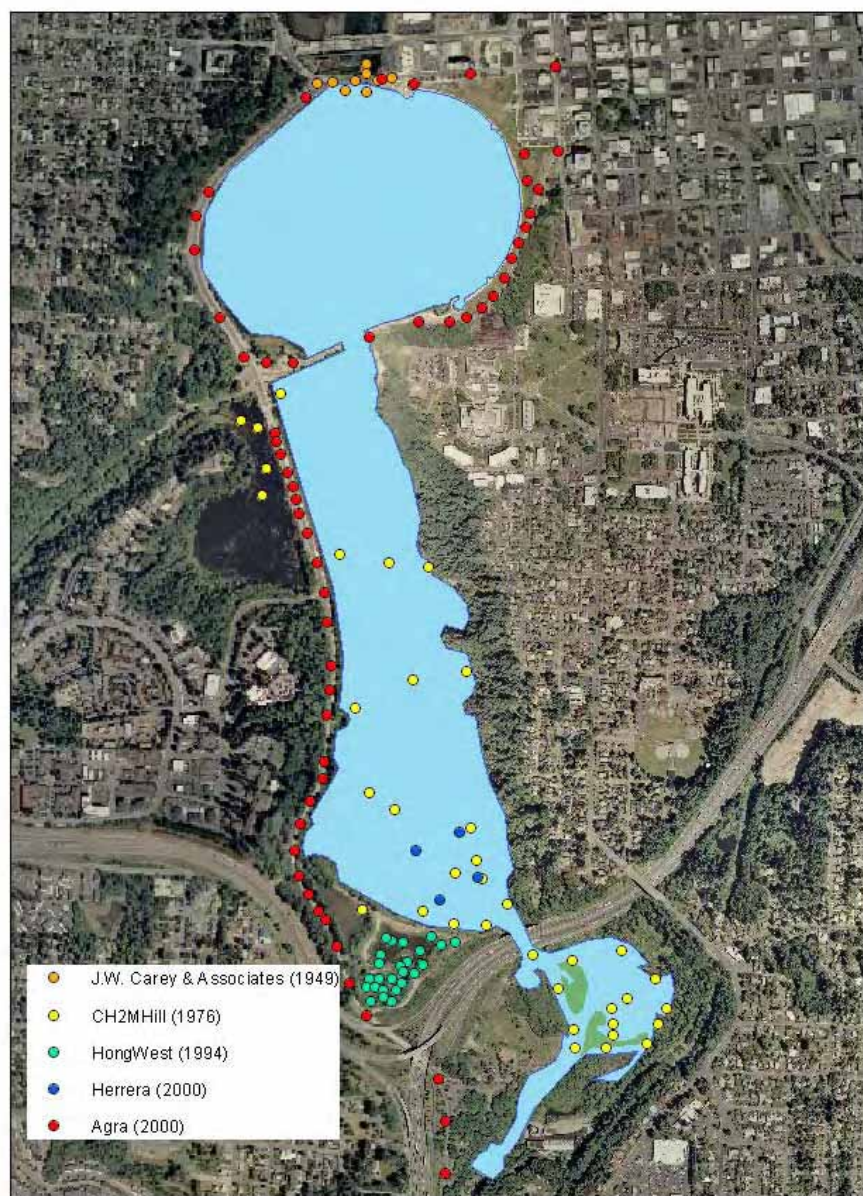 J.W. Carey & Associates (1949)
CH2MHill (1976)
HongWest (1994)
Herrera (2000)
Agra (2000)